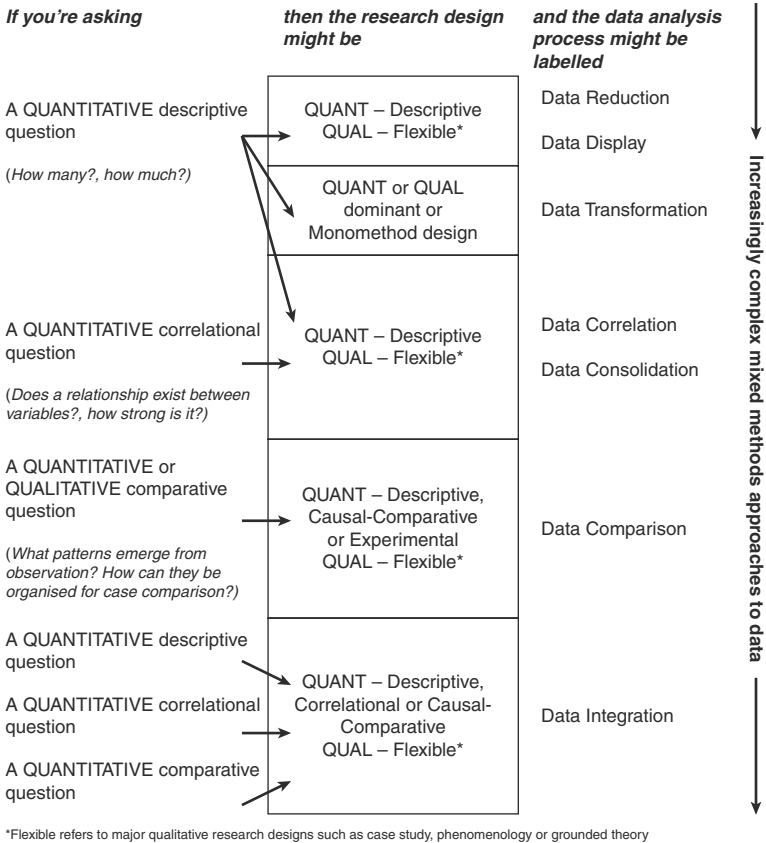 If you're asking
then the research design
might be
and the data analysis
process might be
labelled
A QUANTITATIVE descriptive
question
(How many?, how much?)
QUANT – Descriptive
QUAL – Flexible*
Data Reduction
Data Display
QUANT or QUAL
dominant or
Monomethod design
Data Transformation
A QUANTITATIVE correlational
question
(Does a relationship exist between
variables?, how strong is it?)
QUANT – Descriptive
QUAL – Flexible*
Data Correlation
Data Consolidation
A QUANTITATIVE or
QUALITATIVE comparative
question
(What patterns emerge from
observation? How can they be
organised for case comparison?)
QUANT – Descriptive,
Causal-Comparative
or Experimental
QUAL – Flexible*
Data Comparison
A QUANTITATIVE descriptive
question
A QUANTITATIVE correlational
question
A QUANTITATIVE comparative
question
QUANT – Descriptive,
Correlational or Causal-
Comparative
QUAL – Flexible*
Data Integration
Increasingly complex mixed methods approaches to data
*Flexible refers to major qualitative research designs such as case study, phenomenology or grounded theory